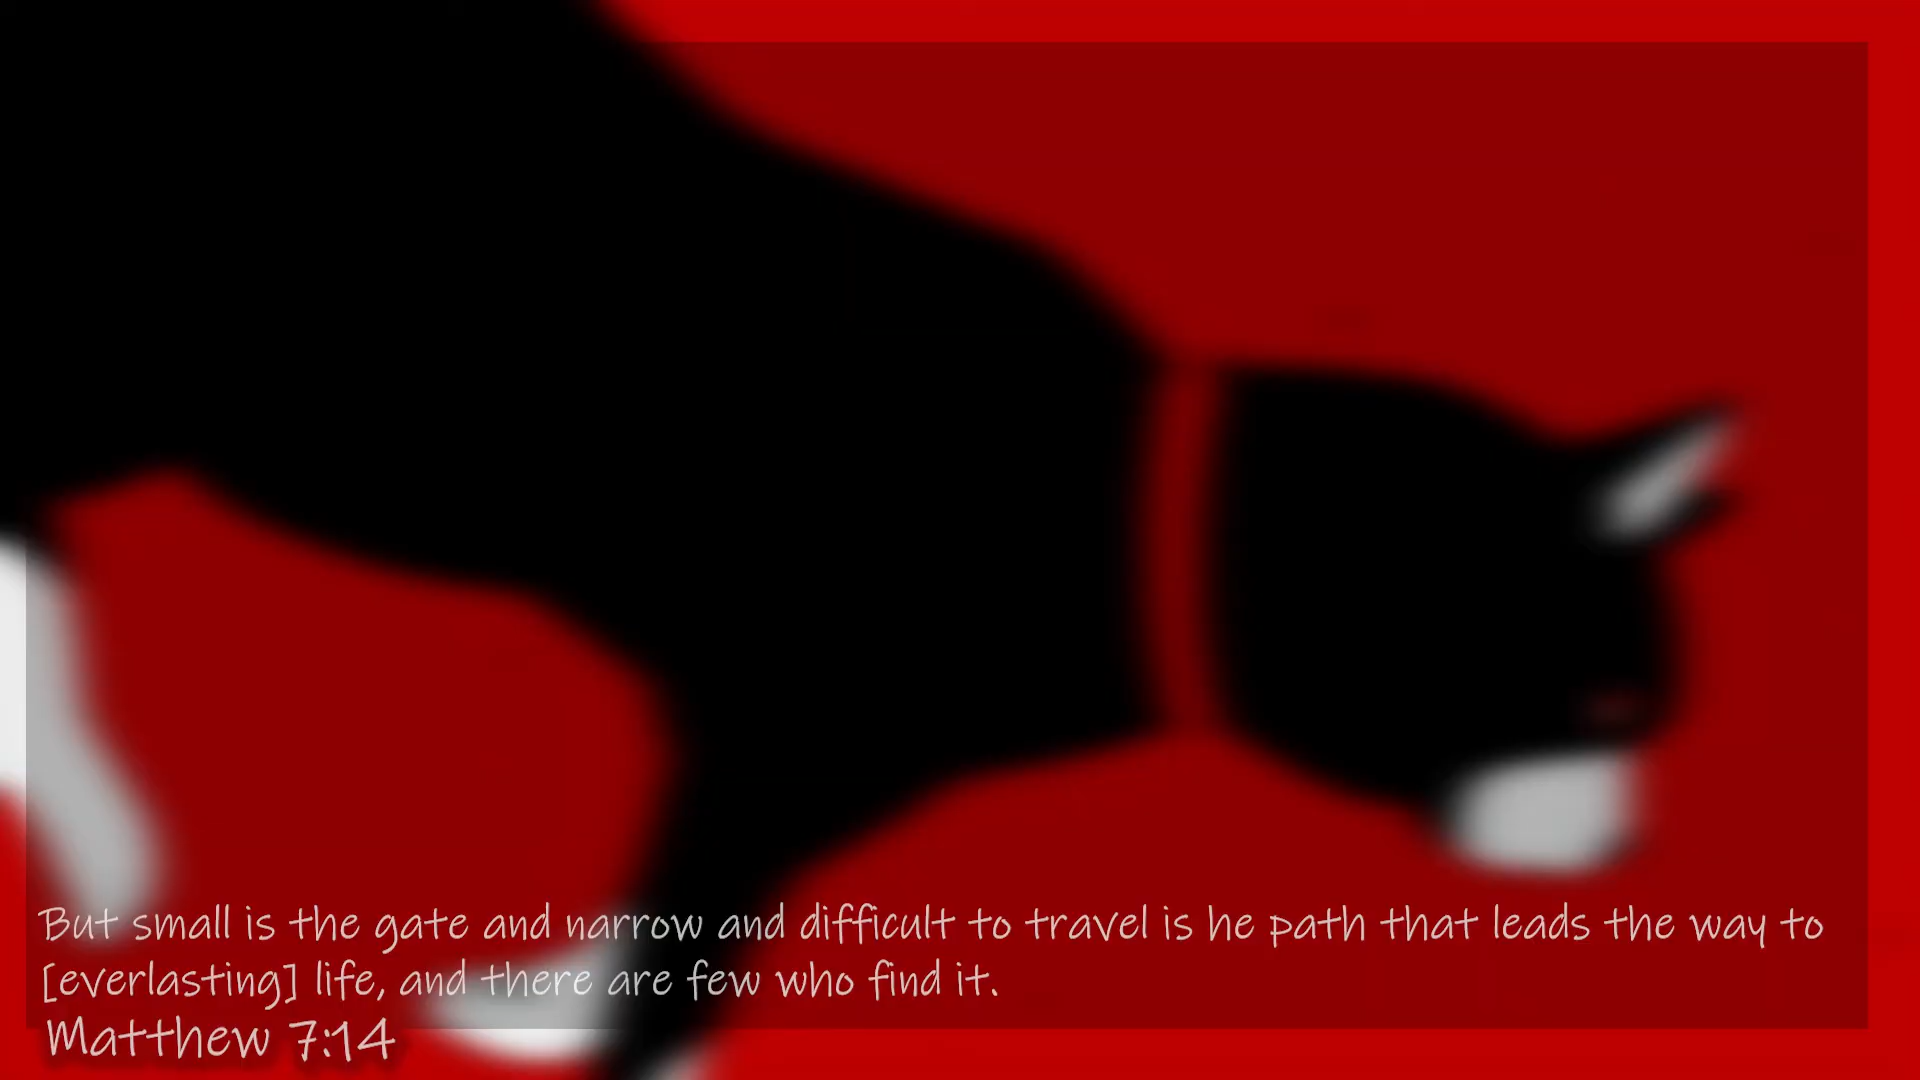 But small is the gate and narrow and difficult to travel is he path that leads the way to
[everlasting] life, and there are few who find it.
Matthew 7:14